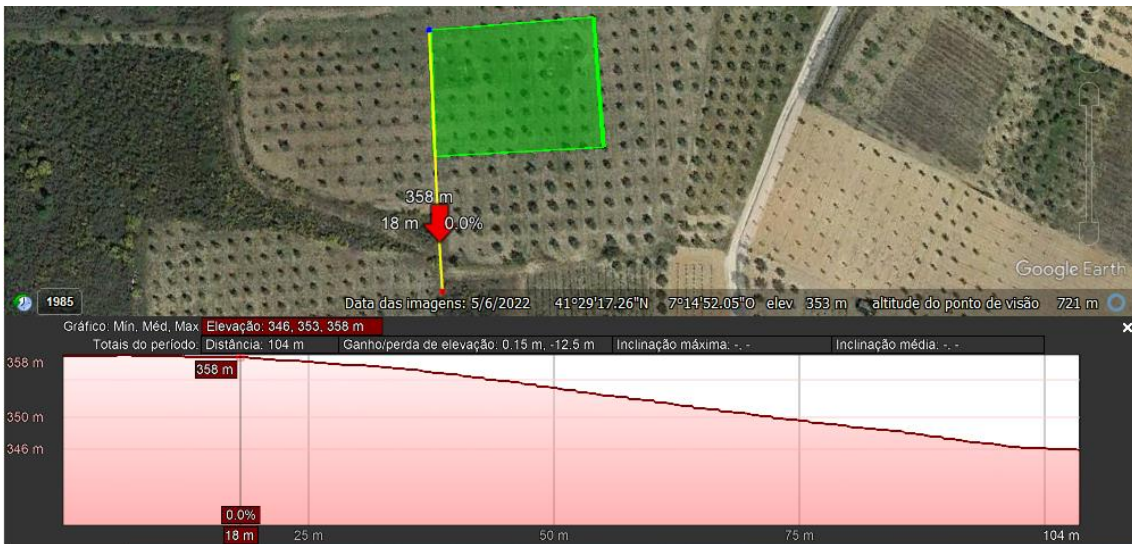 358 m
18 m 0.0%
Google Earth
1985
Data das imagens: 5/6/2022 41°29'17.26"N 7°14'52.05"O elev 353 m altitude do ponto de visão 721 m
Gráfico: Mín, Méd, Max Elevação: 346, 353, 358 m
Totais do período: Distância: 104 m Ganho/perda de elevação: 0.15 m, -12.5 m Inclinação máxima: -. - Inclinação média: -. -
358 m
358 m
350 m
346 m
0.0%
18 m 25 m 50 m 75 m 104 m